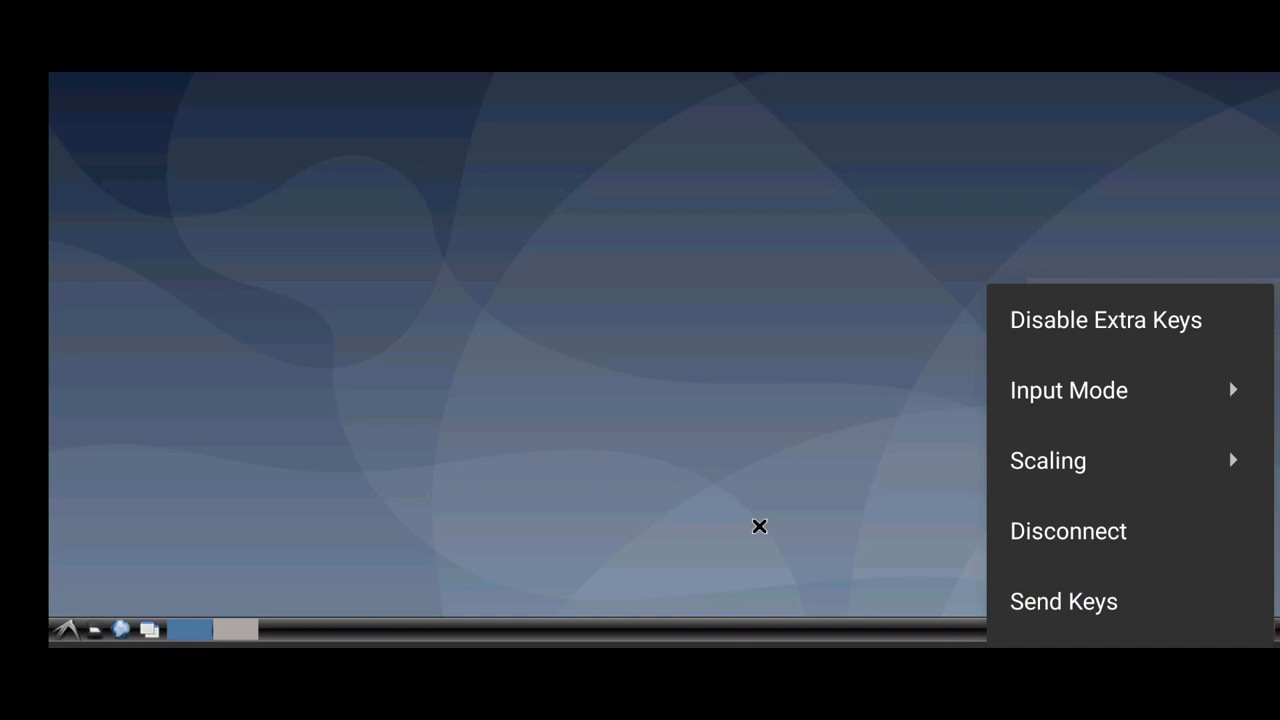 Disable Extra Keys
Input Mode
Scaling
Disconnect
Send Keys